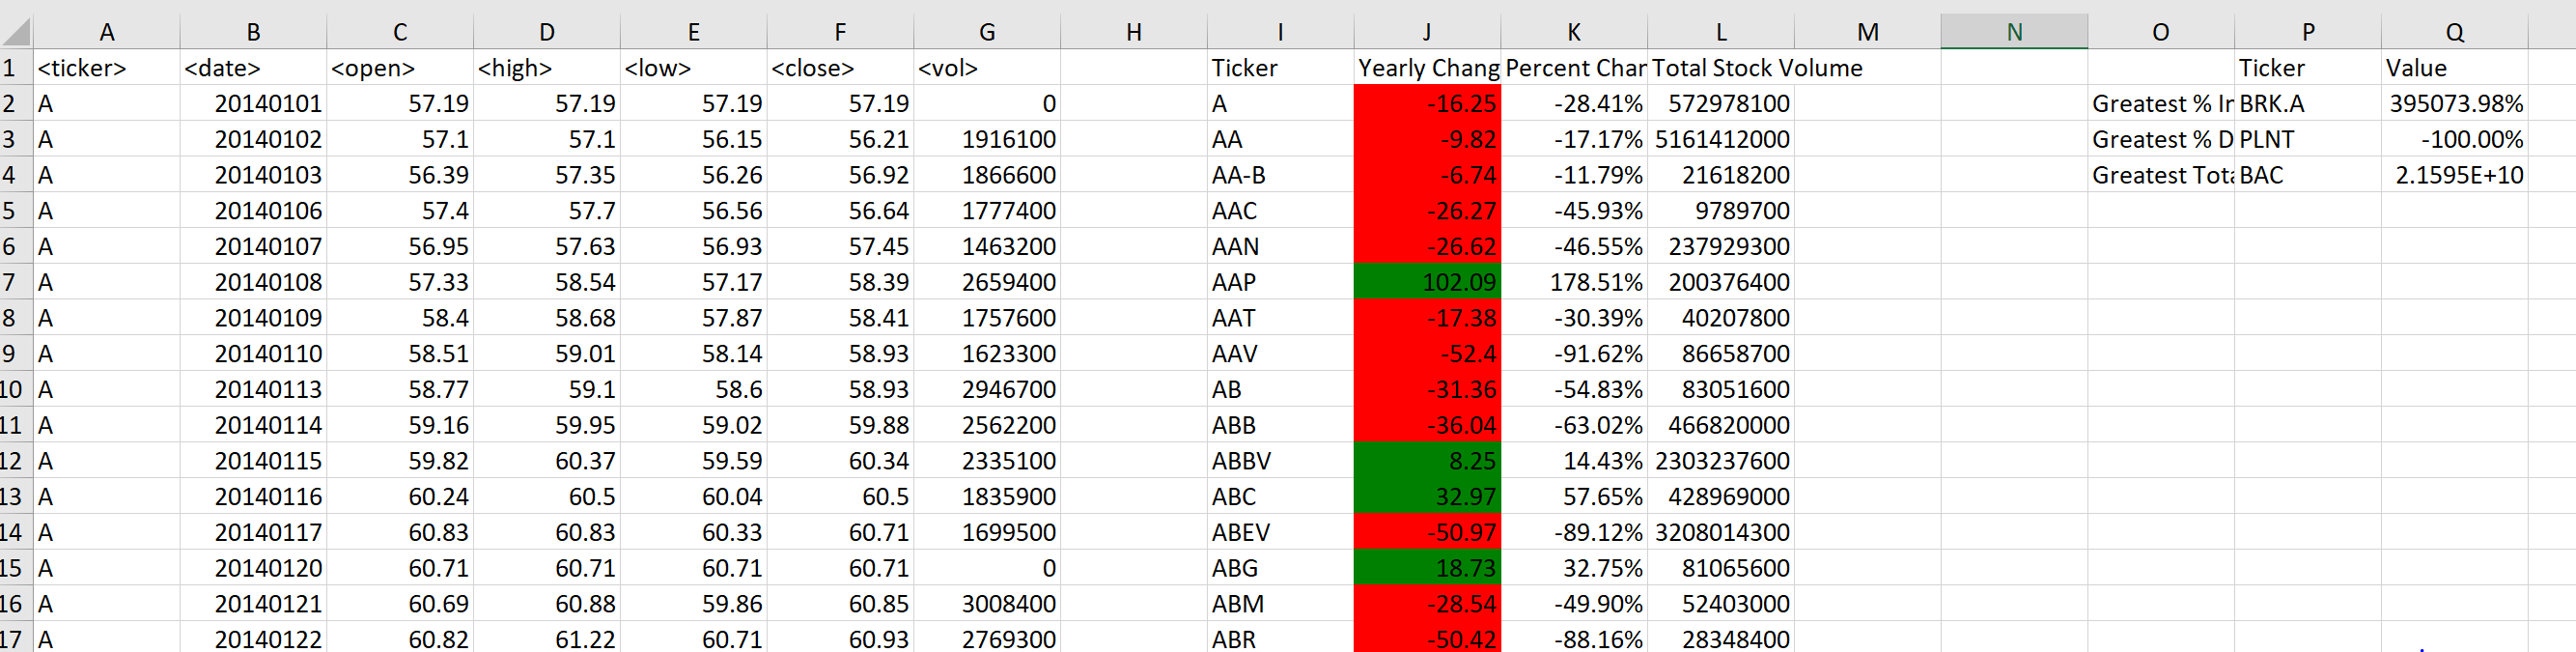 A B C D E F G H I J K L M N O P Q
1 <ticker> <date> <open> <high> <low> <close> <vol> Ticker Yearly Chang Percent Char Total Stock Volume Ticker Value
2 A 20140101 57.19 57.19 57.19 57.19 0 A -16.25 -28.41% 572978100 Greatest % In BRK.A 395073.98%
3 A 20140102 57.1 57.1 56.15 56.21 1916100 AA -9.82 -17.17% 5161412000 Greatest % D PLNT -100.00%
4 A 20140103 56.39 57.35 56.26 56.92 1866600 AA-B -6.74 -11.79% 21618200 Greatest Tota BAC 2.1595E+10
5 A 20140106 57.4 57.7 56.56 56.64 1777400 AAC -26.27 -45.93% 9789700
6 A 20140107 56.95 57.63 56.93 57.45 1463200 AAN -26.62 -46.55% 237929300
7 A 20140108 57.33 58.54 57.17 58.39 2659400 AAP 102.09 178.51% 200376400
8 A 20140109 58.4 58.68 57.87 58.41 1757600 AAT -17.38 -30.39% 40207800
9 A 20140110 58.51 59.01 58.14 58.93 1623300 AAV -52.4 -91.62% 86658700
10 A 20140113 58.77 59.1 58.6 58.93 2946700 AB -31.36 -54.83% 83051600
11 A 20140114 59.16 59.95 59.02 59.88 2562200 ABB -36.04 -63.02% 466820000
12 A 20140115 59.82 60.37 59.59 60.34 2335100 ABBV 8.25 14.43% 2303237600
13 A 20140116 60.24 60.5 60.04 60.5 1835900 ABC 32.97 57.65% 428969000
14 A 20140117 60.83 60.83 60.33 60.71 1699500 ABEV -50.97 -89.12% 3208014300
15 A 20140120 60.71 60.71 60.71 60.71 0 ABG 18.73 32.75% 81065600
16 A 20140121 60.69 60.88 59.86 60.85 3008400 ABM -28.54 -49.90% 52403000
17 A 20140122 60.82 61.22 60.71 60.93 2769300 ABR -50.42 -88.16% 28348400